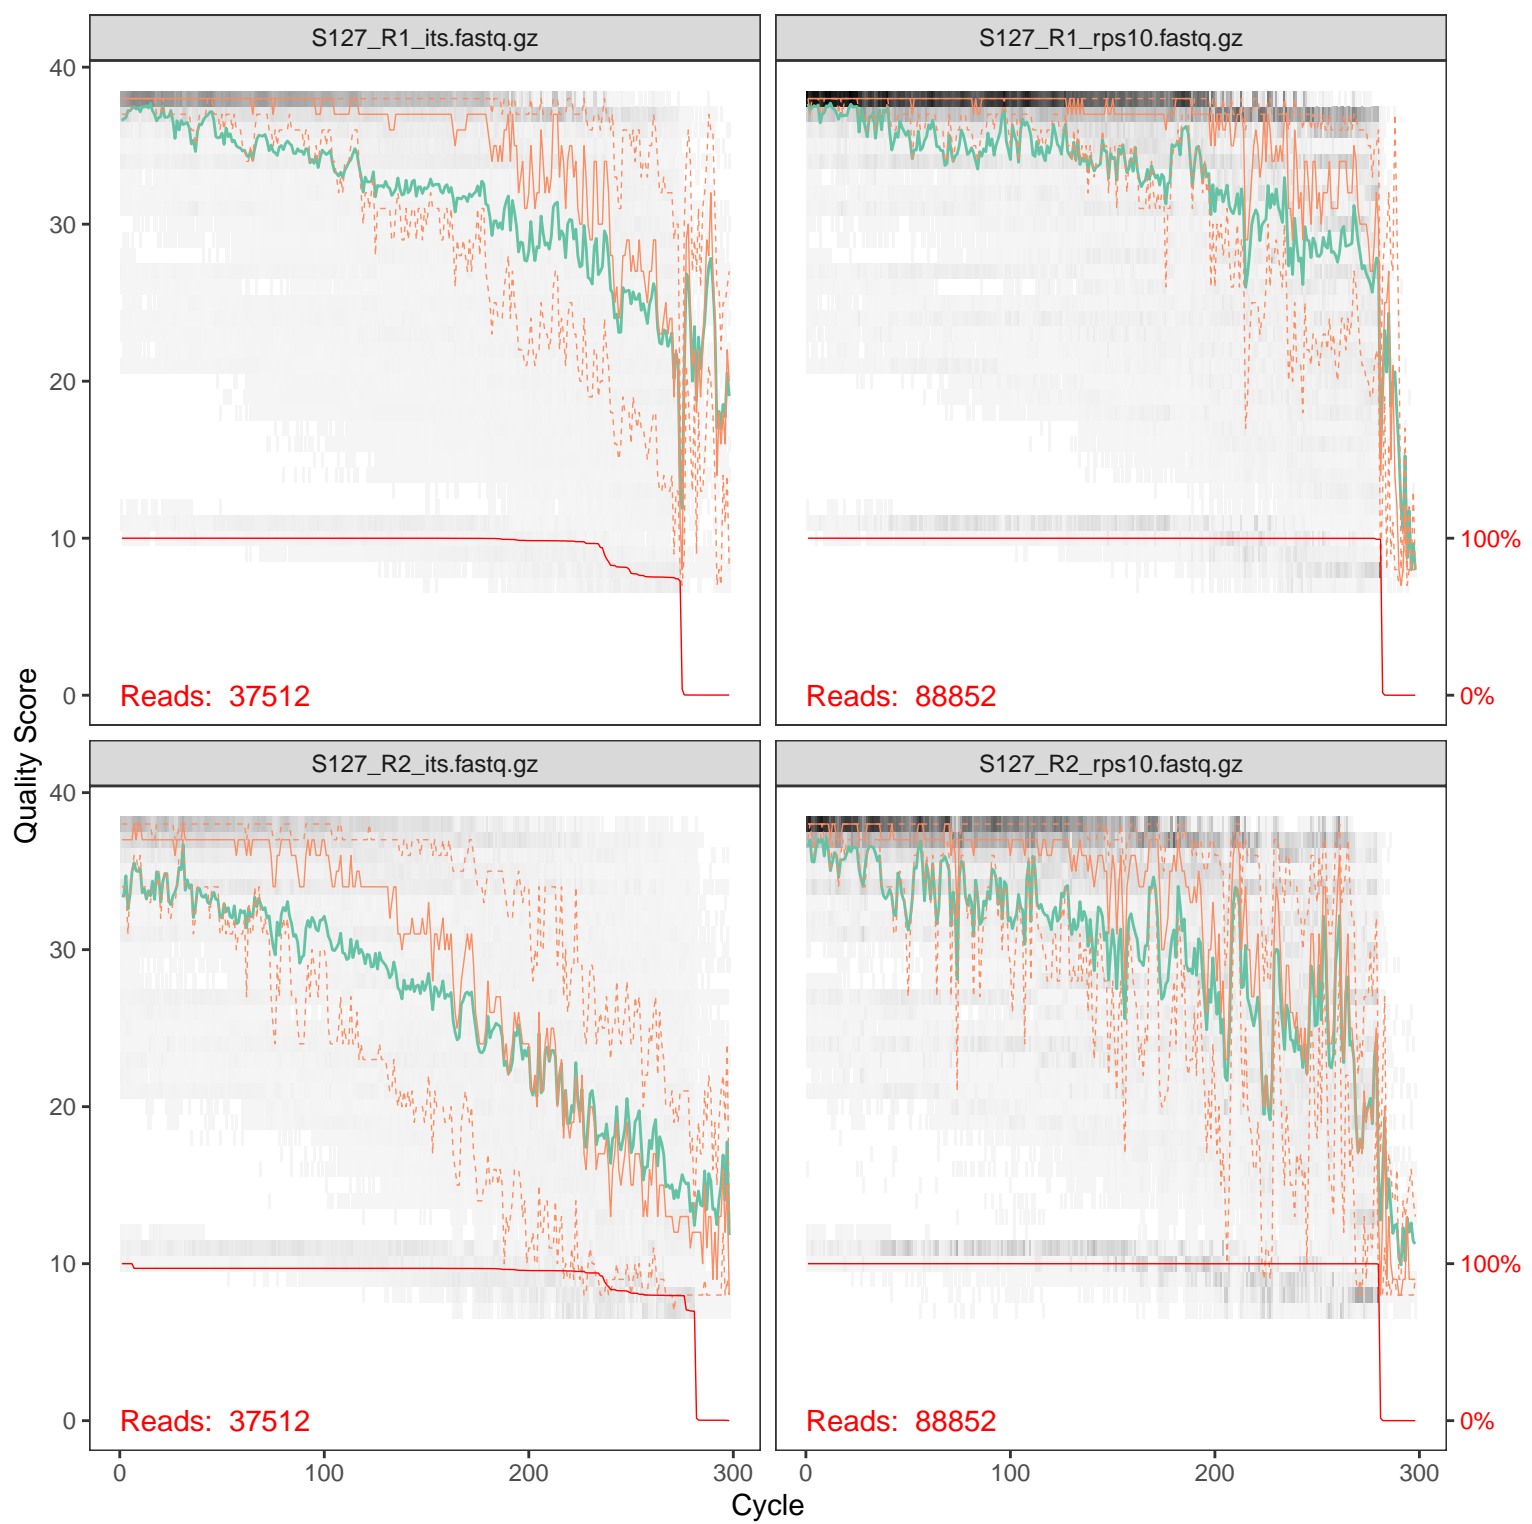 S127_R1_its.fastq.gz
S127_R1_rps10.fastq.gz
40
30
20
10
0
Reads: 37512
Reads: 88852
100%
0%
Quality Score
S127_R2_its.fastq.gz
S127_R2_rps10.fastq.gz
40
30
20
10
0
Reads: 37512
Reads: 88852
100%
0%
0 100 200 300
0 100 200 300
Cycle